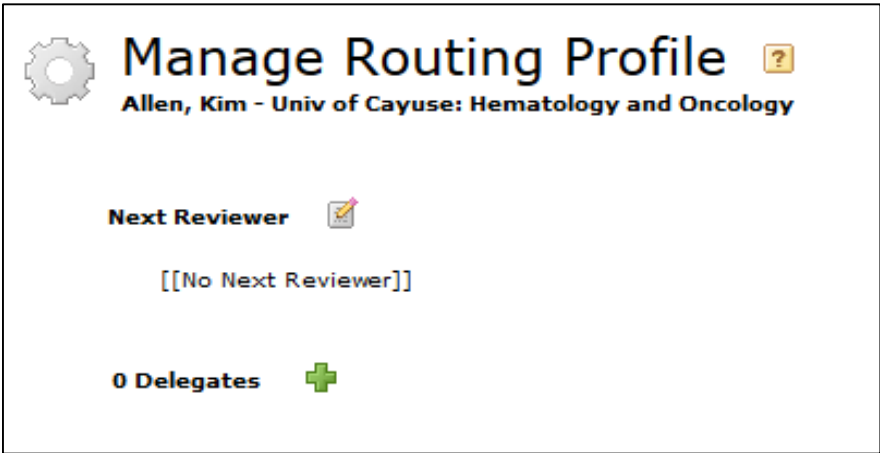 Manage Routing Profile ?
Allen, Kim - Univ of Cayuse: Hematology and Oncology
Next Reviewer
[[No Next Reviewer]]
0 Delegates